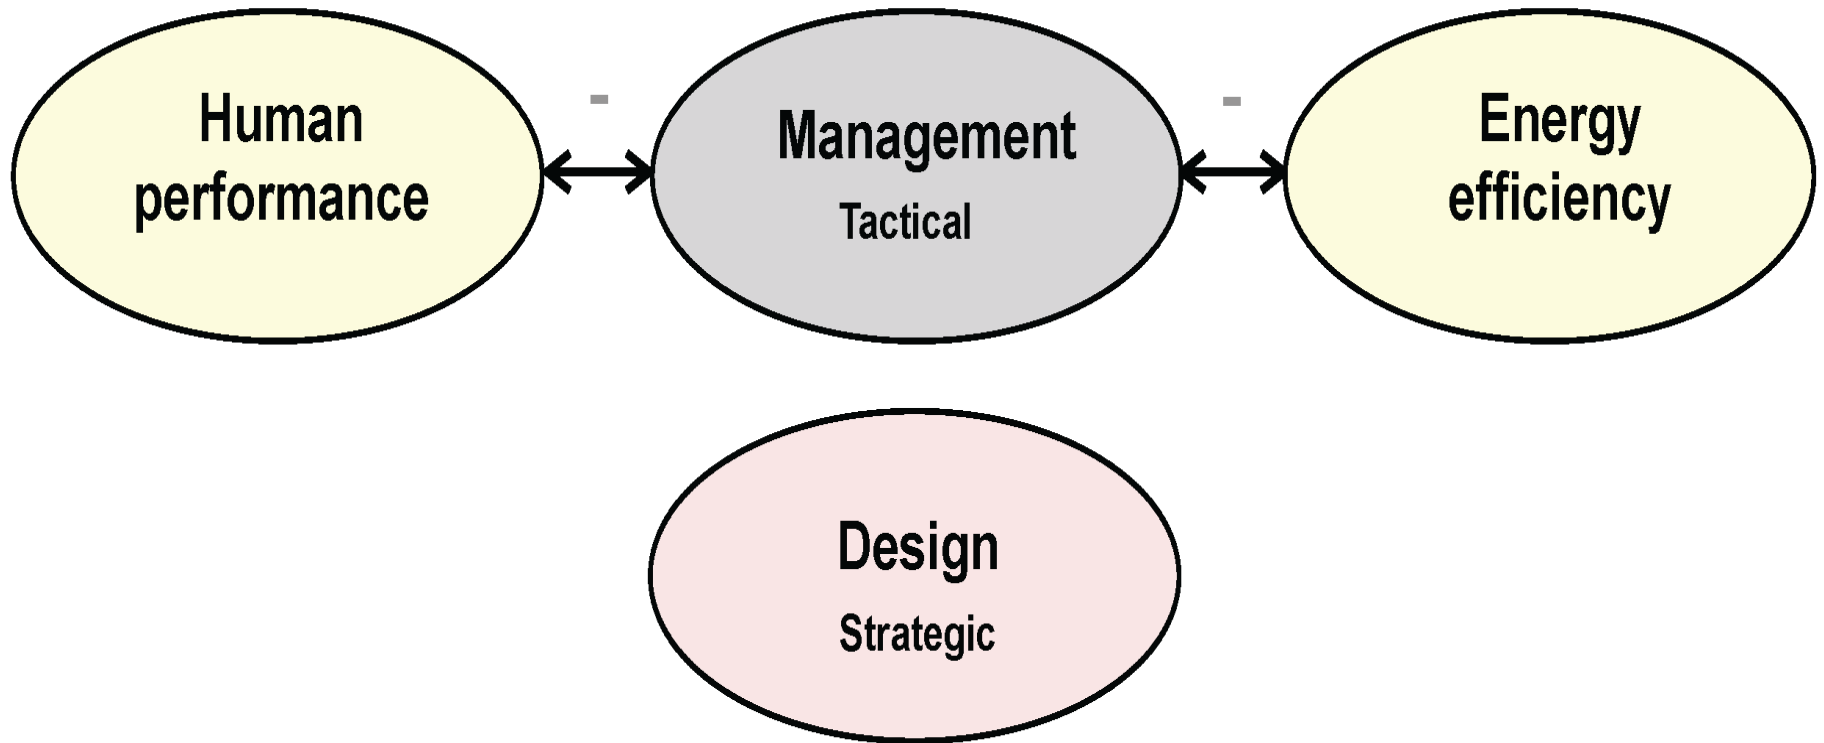 Human
performance
-
Management
Tactical
-
Energy
efficiency
Design
Strategic